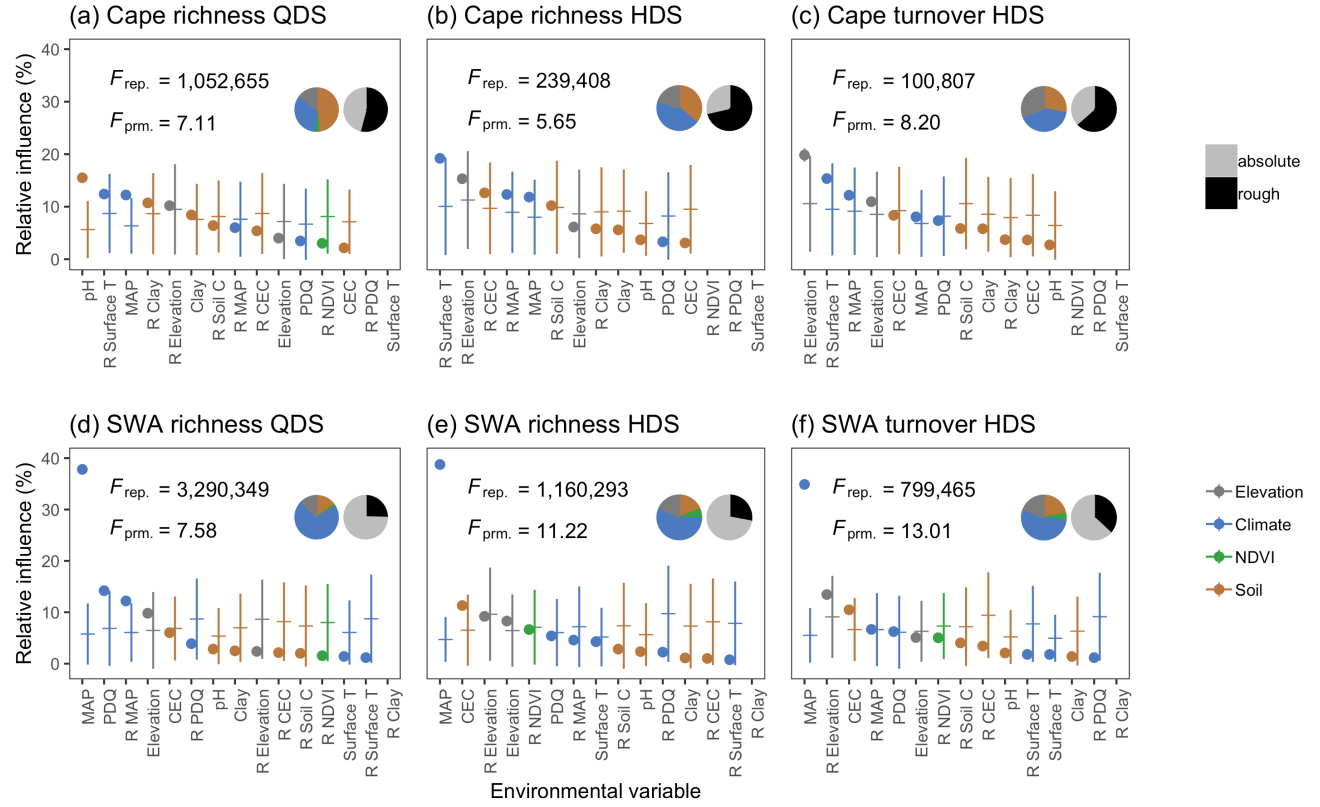 (a) Cape richness QDS
(b) Cape richness HDS
(c) Cape turnover HDS
Relative influence (%)
40
30
20
10
0
Frep. = 1,052,655
Fprm. = 7.11
Frep. = 239,408
Fprm. = 5.65
Frep. = 100,807
Fprm. = 8.20
absolute
rough
pH
R Surface T
MAP
R Clay
R Elevation
Clay
R Soil C
R MAP
R CEC
Elevation
PDQ
R NDVI
CEC
R PDQ
Surface T
R Surface T
R Elevation
R CEC
R MAP
MAP
R Soil C
Elevation
R Clay
Clay
pH
PDQ
CEC
R NDVI
R PDQ
Surface T
R Elevation
R Surface T
MAP
Elevation
R CEC
R MAP
PDQ
R Soil C
Clay
R Clay
CEC
pH
R NDVI
R PDQ
Surface T
(d) SWA richness QDS
(e) SWA richness HDS
(f) SWA turnover HDS
Relative influence (%)
40
30
20
10
0
Frep. = 3,290,349
Fprm. = 7.58
Frep. = 1,160,293
Fprm. = 11.22
Frep. = 799,465
Fprm. = 13.01
Elevation
Climate
NDVI
Soil
MAP
PDQ
R MAP
Elevation
CEC
R PDQ
pH
Clay
R Elevation
R CEC
R Soil C
R NDVI
Surface T
R Surface T
R Clay
MAP
CEC
R Elevation
Elevation
R NDVI
PDQ
R MAP
Surface T
R Soil C
pH
R PDQ
Clay
R CEC
R Surface T
R Clay
MAP
R Elevation
CEC
R MAP
PDQ
Elevation
R NDVI
R Soil C
R CEC
pH
R Surface T
Surface T
Clay
R PDQ
R Clay
Environmental variable